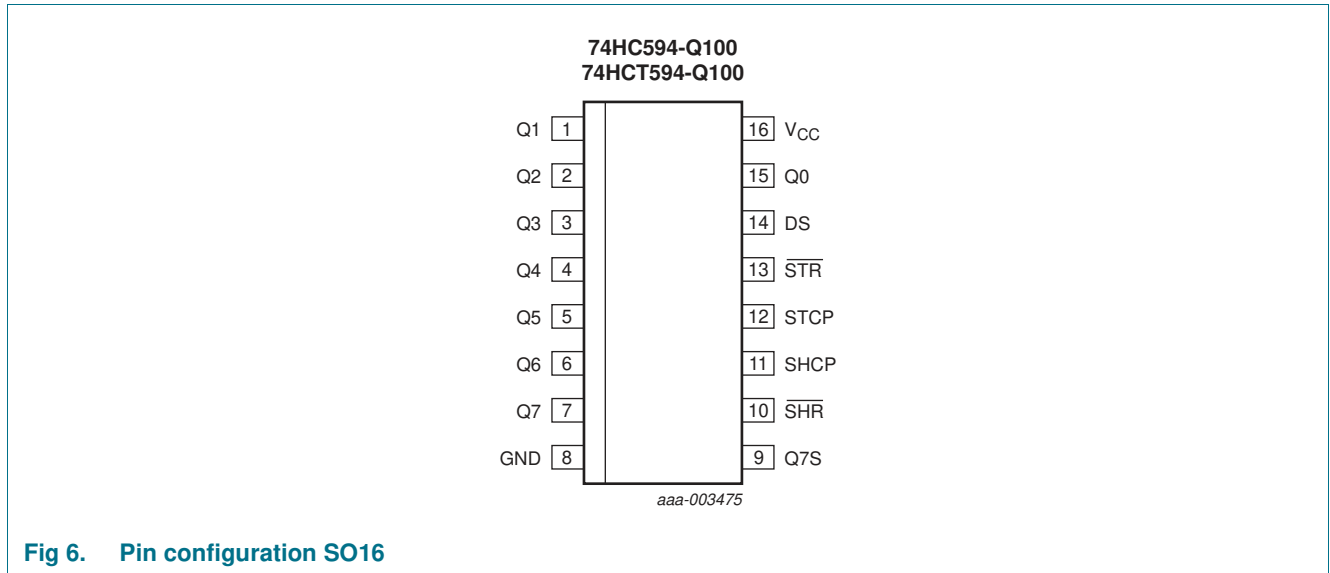 74HC594-Q100
74HCT594-Q100
Q1 1 16 VCC
Q2 2 15 Q0
Q3 3 14 DS
Q4 4 13 S̅T̅R̅
Q5 5 12 STCP
Q6 6 11 SHCP
Q7 7 10 S̅H̅R̅
GND 8 9 Q7S
aaa-003475
Fig 6. Pin configuration SO16